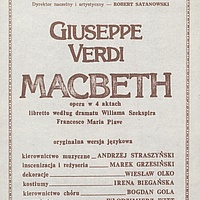 Dyrektor naczelny i artystyczny — ROBERT SATANOWSKI
GIUSEPPE
VERDI
MACBETH
opera w 4 aktach
libretto według dramatu Wiliama Szekspira
Francesco Maria Piave
oryginalna wersja językowa
kierownictwo muzyczne ANDRZEJ STRASZYŃSKI
inscenizacja i reżyseria MAREK GRZESIŃSKI
dekoracje WIESŁAW OLKO
kostiumy IRENA BIEGAŃSKA
kierownictwo chóru BOGDAN GOLA